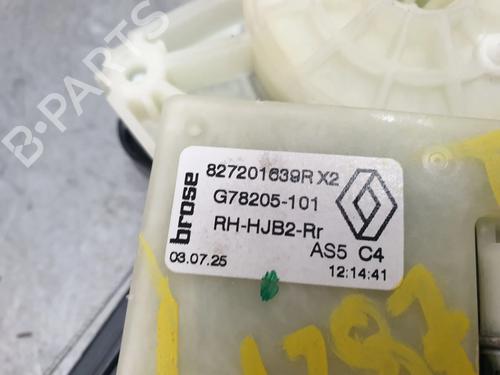 B-PARTS
827201639R X2
G78205-101
brose
RH-HJB2-Rr
AS5 C4
03.07.25
12:14:41